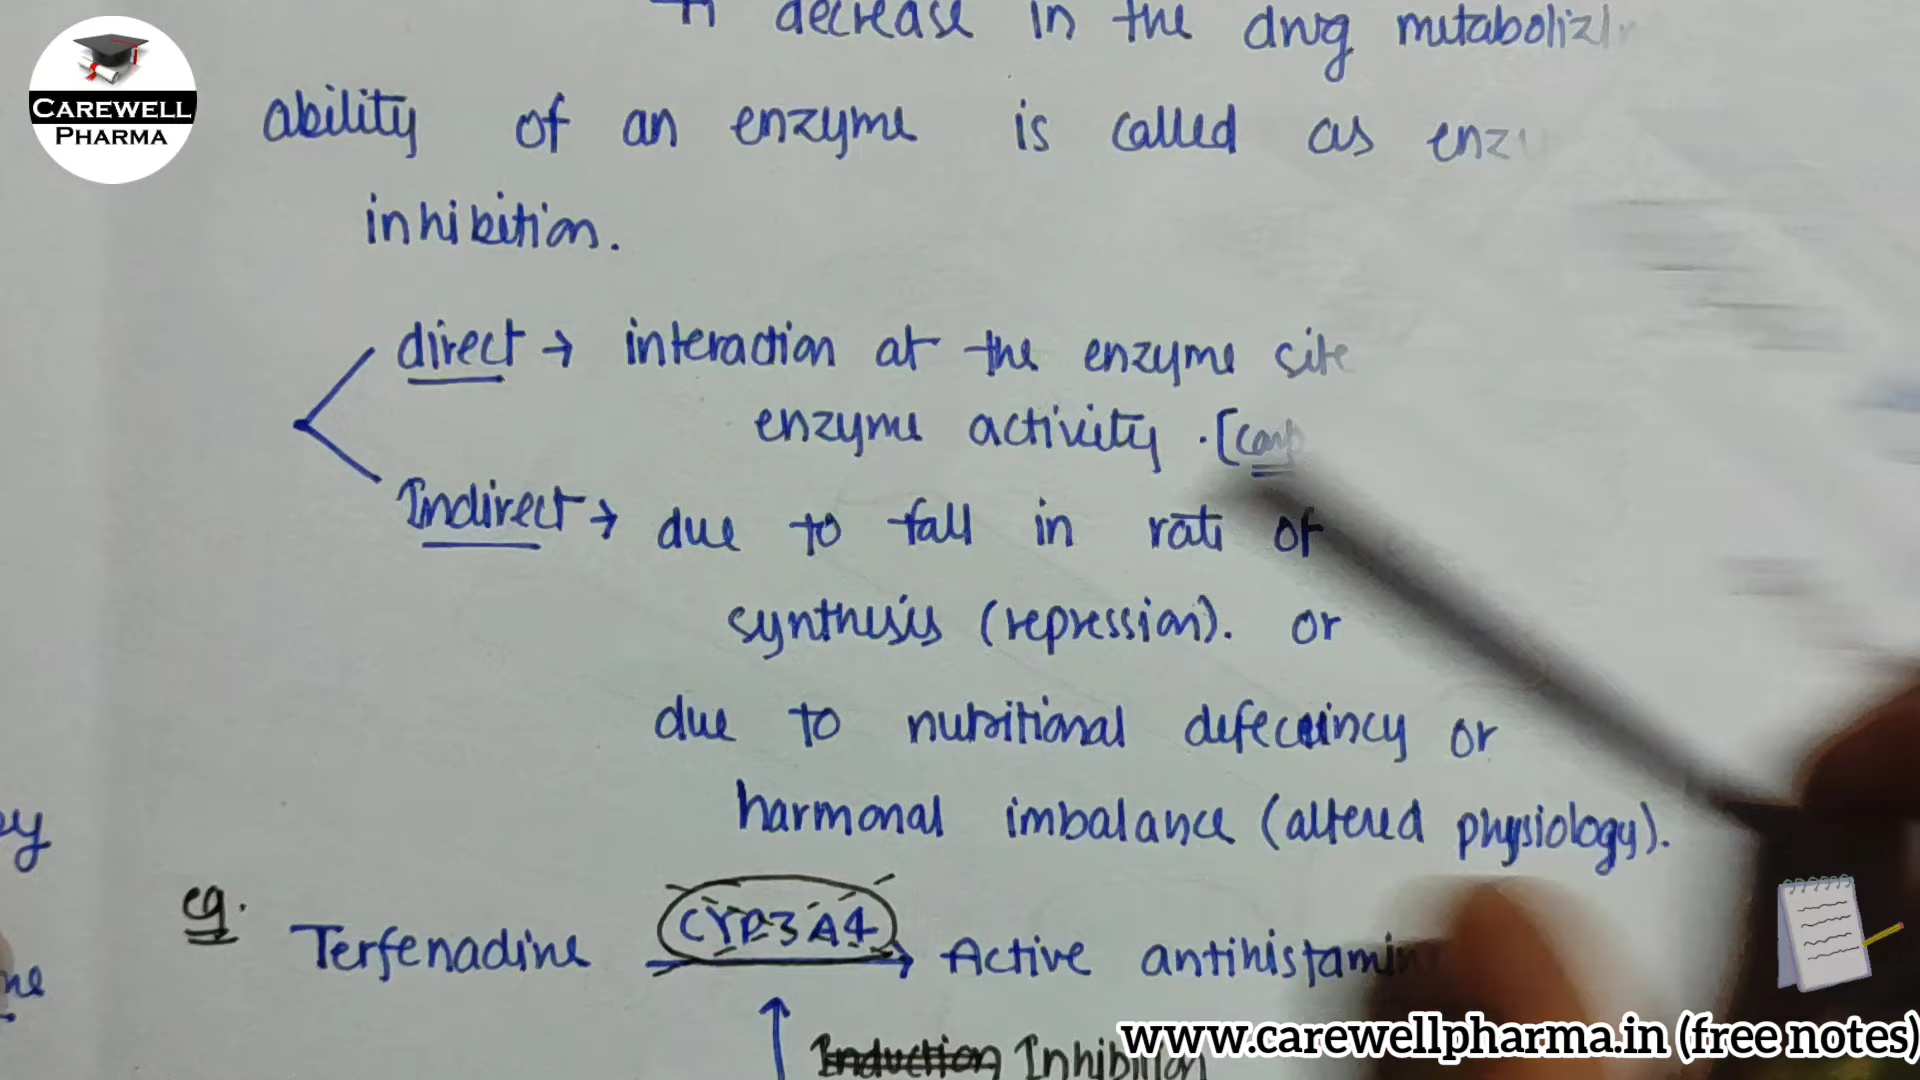 CAREWELL
PHARMA
decrease in the drug
ability of an enzyme is called as
inhibition.
direct → interaction at the enzyme site
enzyme activity.
Indirect → due to fall in rate of
synthesis (repression). or
due to nutritional defeciency or
harmonal imbalance (altered physiology).
eg.
Terfenadine CYP3A4 → Active
↑ Induction Inhibition
www.carewellpharma.in (free notes)